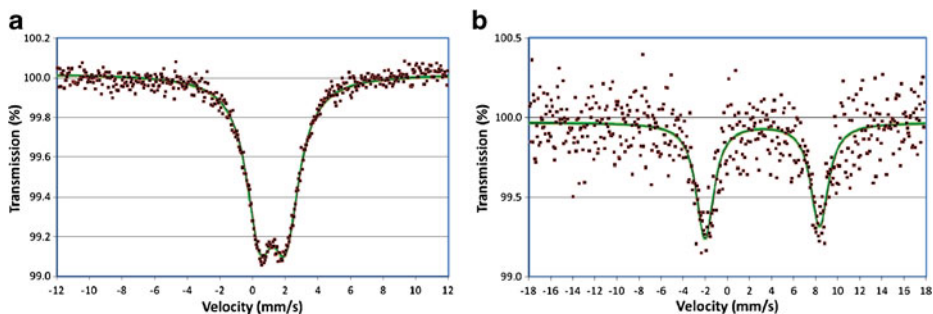 a
100.2
100.0
99.8
99.6
99.4
99.2
99.0
Transmission (%)
-12 -10 -8 -6 -4 -2 0 2 4 6 8 10 12
Velocity (mm/s)
b
100.5
100.0
99.5
99.0
Transmission (%)
-18 -16 -14 -12 -10 -8 -6 -4 -2 0 2 4 6 8 10 12 14 16 18
Velocity (mm/s)